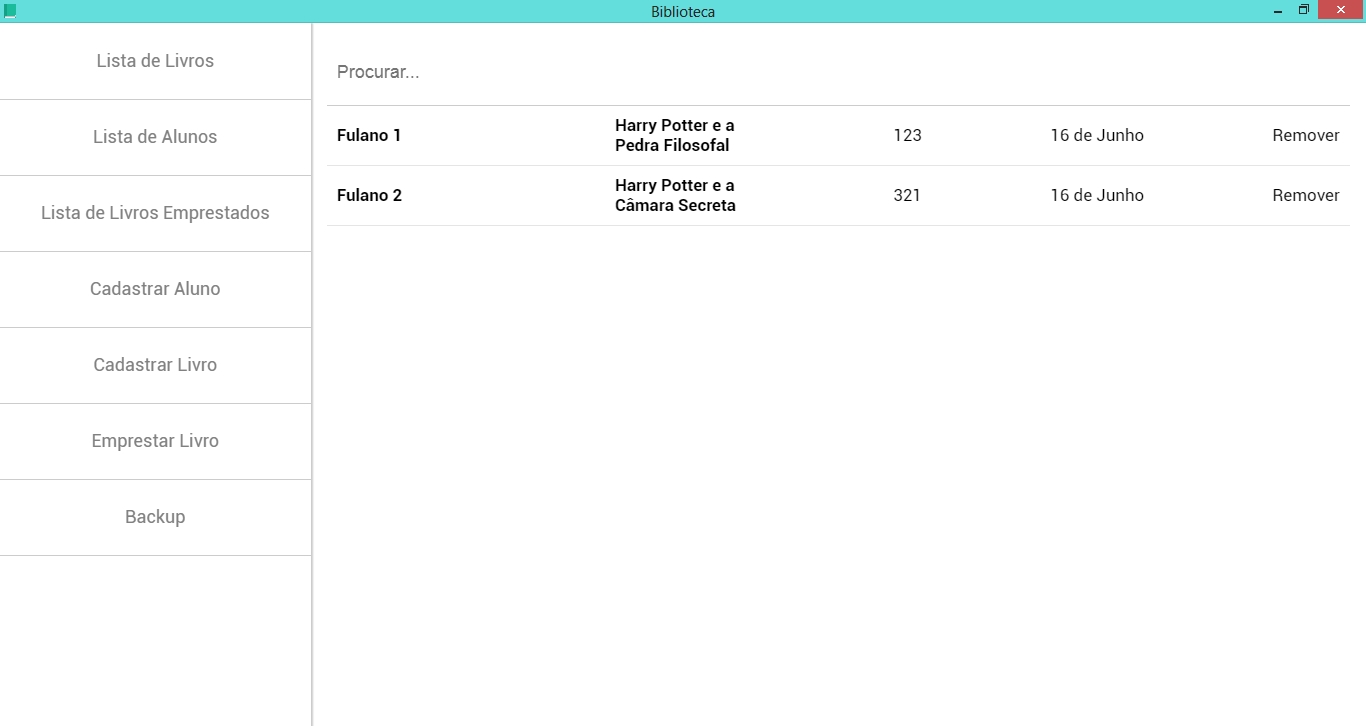 Biblioteca
Lista de Livros
Lista de Alunos
Lista de Livros Emprestados
Cadastrar Aluno
Cadastrar Livro
Emprestar Livro
Backup
Procurar...
Fulano 1 Harry Potter e a 123 16 de Junho Remover
Pedra Filosofal
Fulano 2 Harry Potter e a 321 16 de Junho Remover
Câmara Secreta